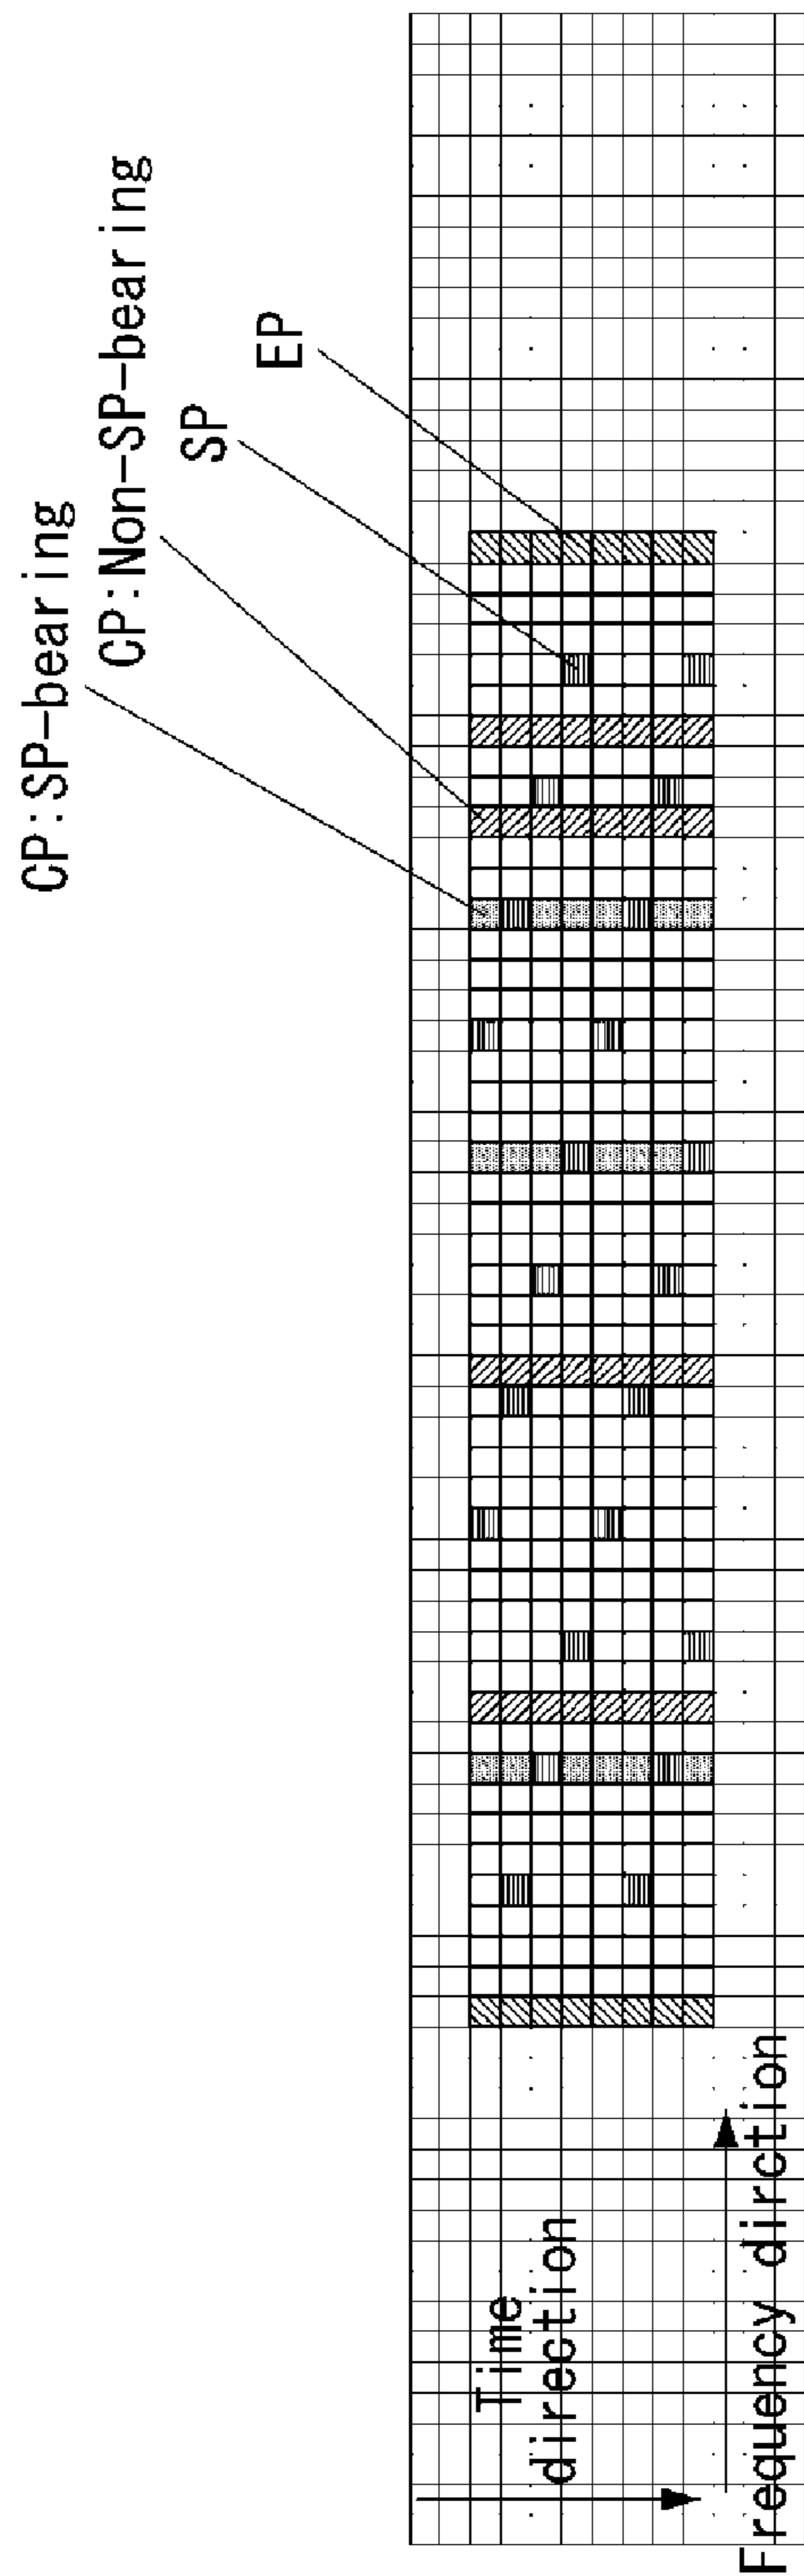 CP:SP-bearing
CP:Non-SP-bearing
SP
EP
Time
direction
Frequency direction